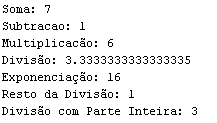 Soma: 7
Subtracao: 1
Multiplicacão: 6
Divisão: 3.3333333333333335
Exponenciação: 16
Resto da Divisão: 1
Divisão com Parte Inteira: 3